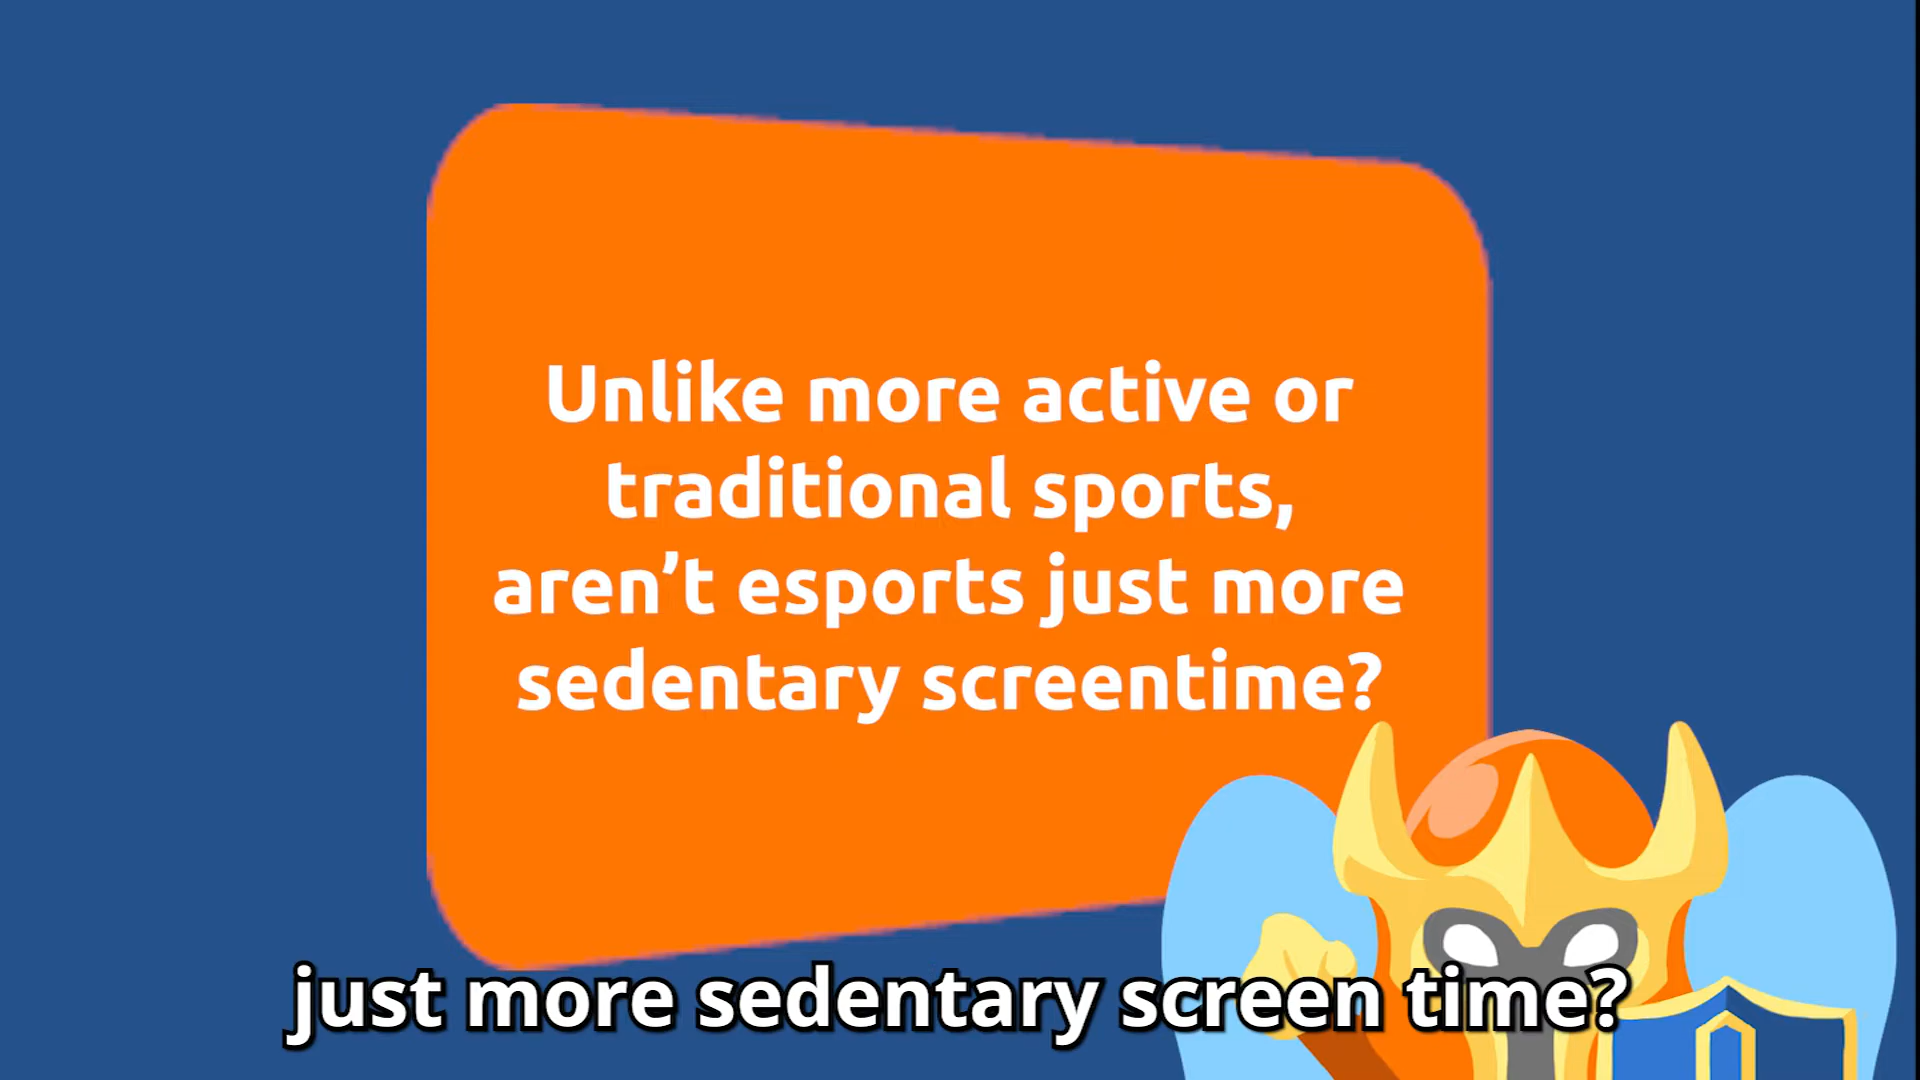 Unlike more active or
traditional sports,
aren’t esports just more
sedentary screentime?
just more sedentary screen time?